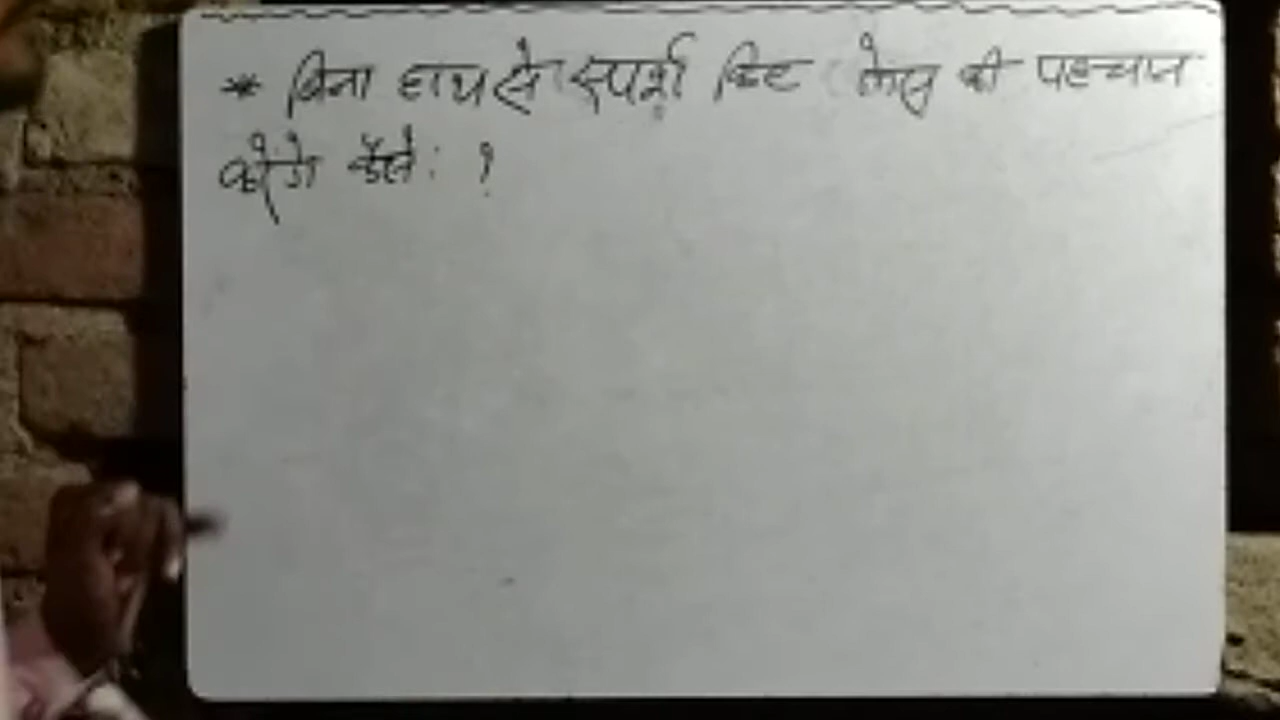 * बिना हाथ से स्पर्श किए लेंस की पहचान
करेंगे कैसे: ?